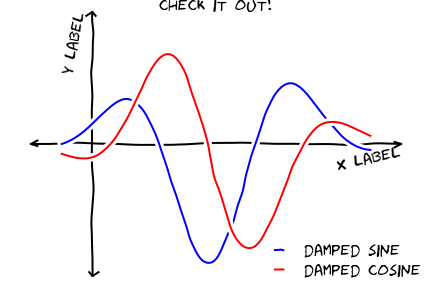 CHECK IT OUT!
Y LABEL
X LABEL
DAMPED SINE
DAMPED COSINE